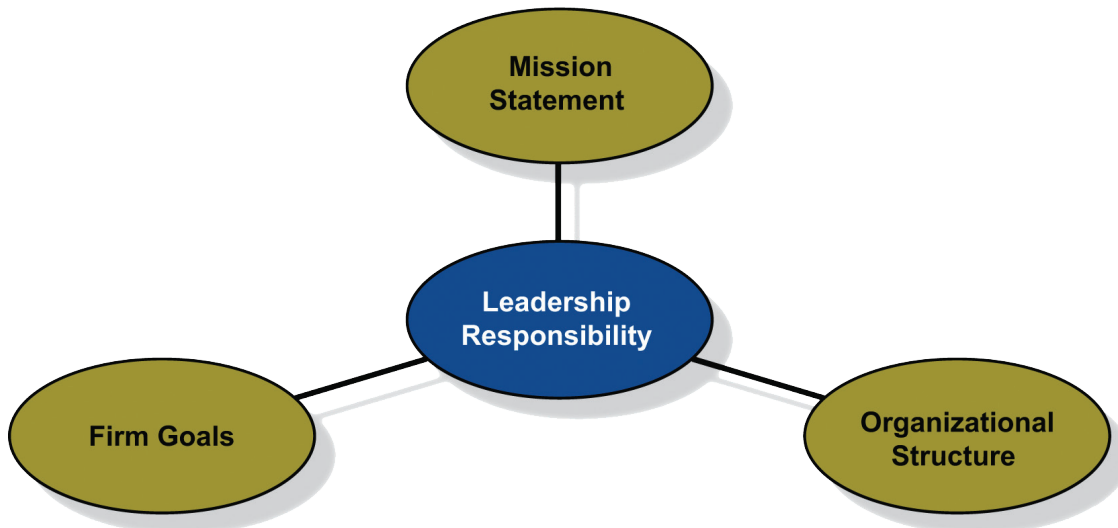 Mission
Statement
Leadership
Responsibility
Firm Goals
Organizational
Structure